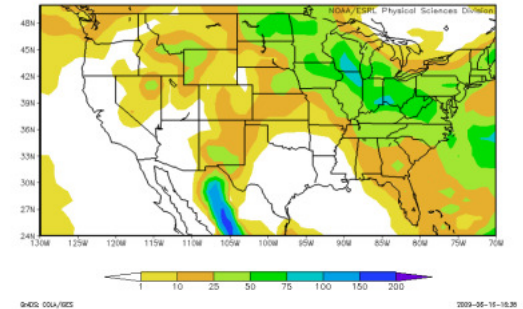 NOAA/ESRL Physical Sciences Division
48N
45N
42N
39N
36N
33N
30N
27N
24N
130W 125W 120W 115W 110W 105W 100W 95W 90W 85W 80W 75W 70W
1 10 25 50 75 100 150 200
GrADS: COLA/IGES
2009-06-15-16:36